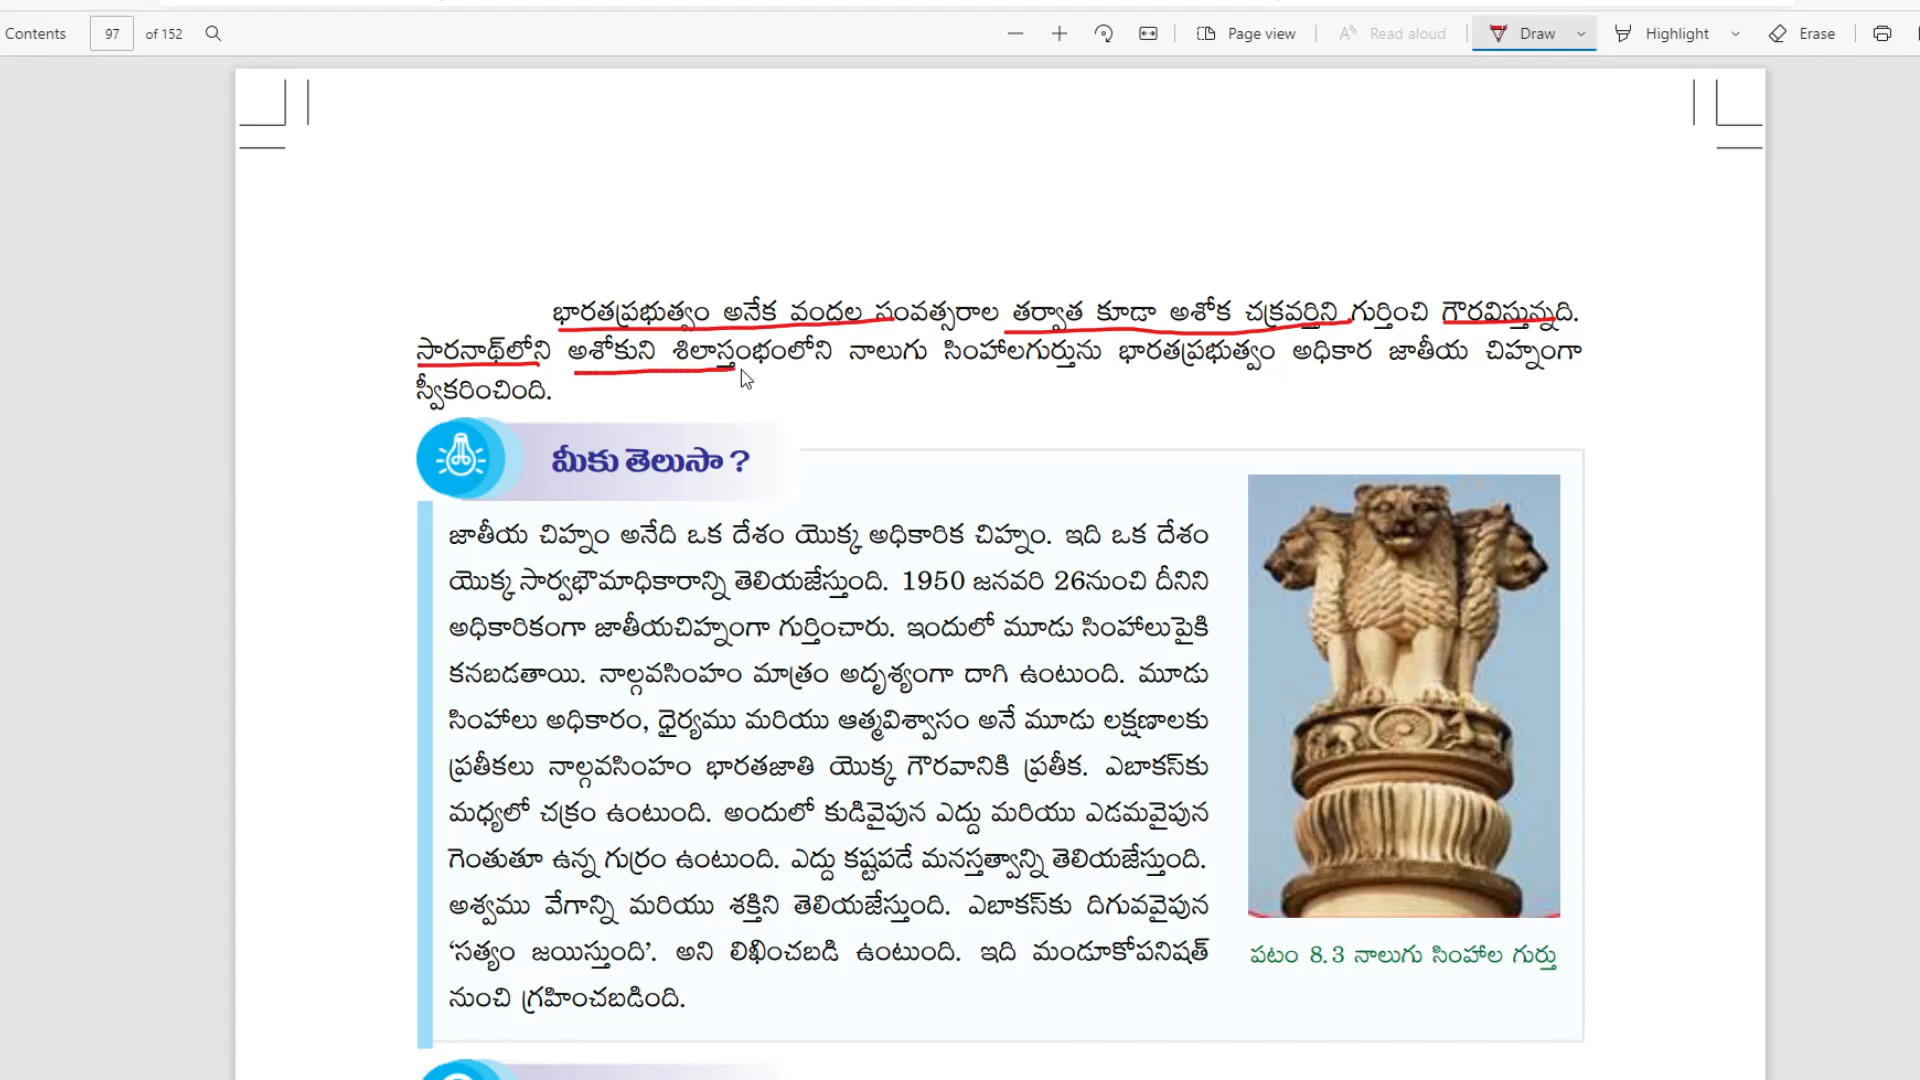 Contents 97 of 152 Page view Read aloud Draw Highlight Erase
భారతప్రభుత్వం అనేక వందల సంవత్సరాల తర్వాత కూడా అశోక చక్రవర్తిని గుర్తించి గౌరవిస్తున్నది.
సారనాథ్‌లోని అశోకుని శిలాస్తంభంలోని నాలుగు సింహాలగుర్తును భారతప్రభుత్వం అధికార జాతీయ చిహ్నంగా
స్వీకరించింది.
మీకు తెలుసా ?
జాతీయ చిహ్నం అనేది ఒక దేశం యొక్క అధికారిక చిహ్నం. ఇది ఒక దేశం
యొక్క సార్వభౌమాధికారాన్ని తెలియజేస్తుంది. 1950 జనవరి 26నుంచి దీనిని
అధికారికంగా జాతీయచిహ్నంగా గుర్తించారు. ఇందులో మూడు సింహాలుపైకి
కనబడతాయి. నాల్గవసింహం మాత్రం అదృశ్యంగా దాగి ఉంటుంది. మూడు
సింహాలు అధికారం, ధైర్యము మరియు ఆత్మవిశ్వాసం అనే మూడు లక్షణాలకు
ప్రతీకలు నాల్గవసింహం భారతజాతి యొక్క గౌరవానికి ప్రతీక. ఎబాకస్‌కు
మధ్యలో చక్రం ఉంటుంది. అందులో కుడివైపున ఎద్దు మరియు ఎడమవైపున
గెంతుతూ ఉన్న గుర్రం ఉంటుంది. ఎద్దు కష్టపడే మనస్తత్వాన్ని తెలియజేస్తుంది.
అశ్వము వేగాన్ని మరియు శక్తిని తెలియజేస్తుంది. ఎబాకస్‌కు దిగువవైపున
‘సత్యం జయిస్తుంది’. అని లిఖించబడి ఉంటుంది. ఇది మండూకోపనిషత్
నుంచి గ్రహించబడింది.
పటం 8.3 నాలుగు సింహాల గుర్తు